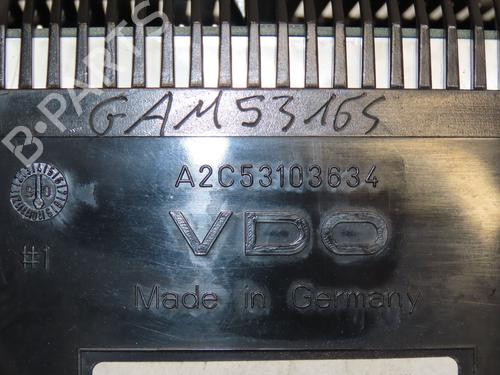 GAM53165
A2C53103634
VDO
#1
Made in Germany
B-PARTS